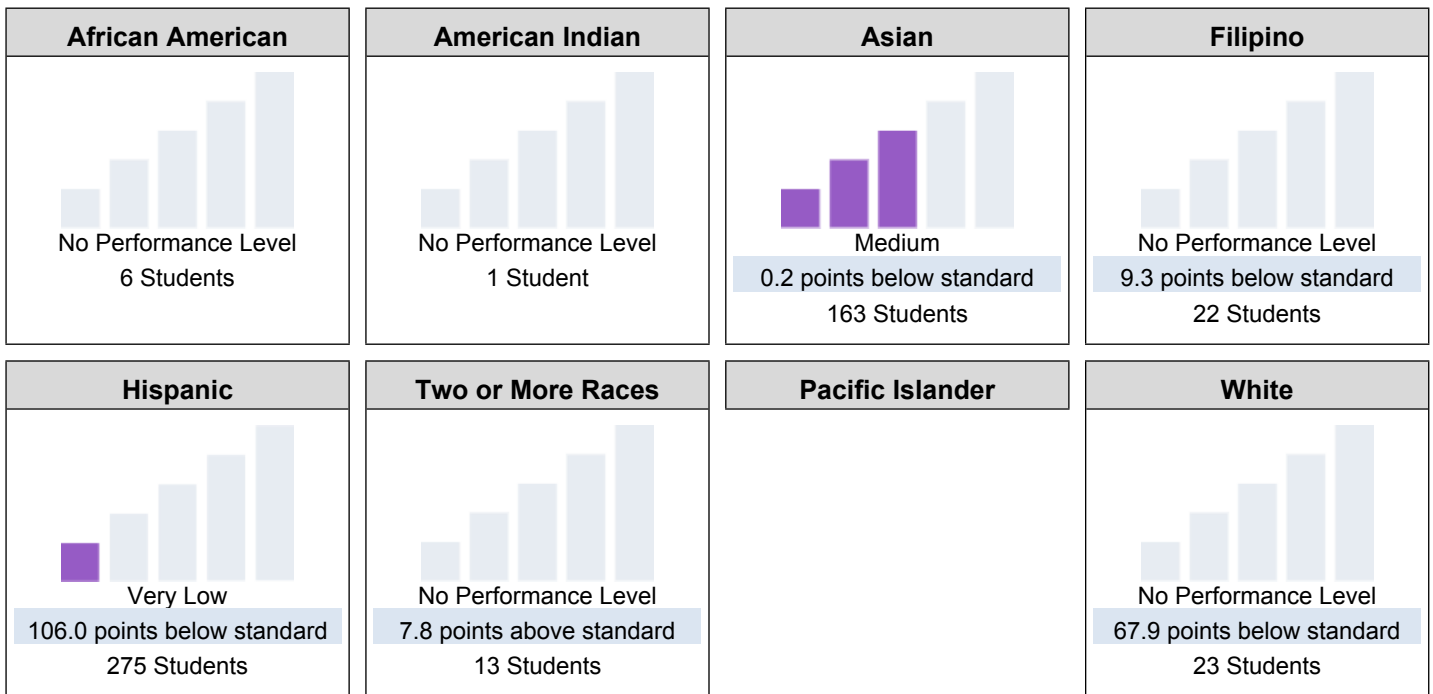 African American
No Performance Level
6 Students
American Indian
No Performance Level
1 Student
Asian
Medium
0.2 points below standard
163 Students
Filipino
No Performance Level
9.3 points below standard
22 Students
Hispanic
Very Low
106.0 points below standard
275 Students
Two or More Races
No Performance Level
7.8 points above standard
13 Students
Pacific Islander
White
No Performance Level
67.9 points below standard
23 Students